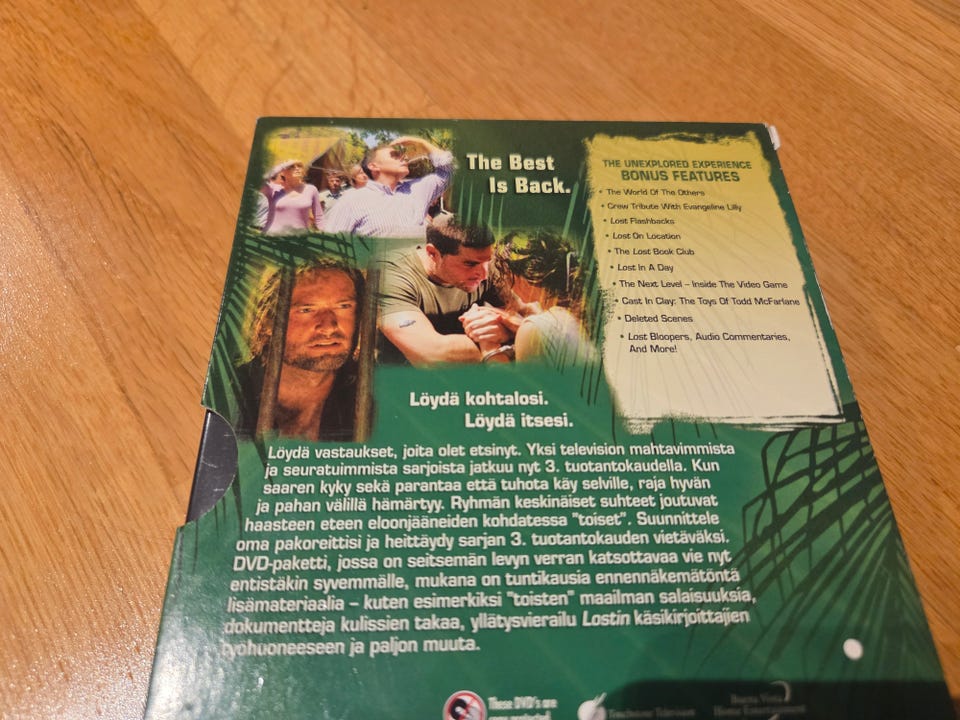 The Best
Is Back.
THE UNEXPLORED EXPERIENCE
BONUS FEATURES
• The World Of The Others
• Crew Tribute With Evangeline Lilly
• Lost Flashbacks
• Lost On Location
• The Lost Book Club
• Lost In A Day
• The Next Level – Inside The Video Game
• Cast In Clay: The Toys Of Todd McFarlane
• Deleted Scenes
• Lost Bloopers, Audio Commentaries,
And More!
Löydä kohtalosi.
Löydä itsesi.
Löydä vastaukset, joita olet etsinyt. Yksi television mahtavimmista
ja seuratuimmista sarjoista jatkuu nyt 3. tuotantokaudella. Kun
saaren kyky sekä parantaa että tuhota käy selville, raja hyvän
ja pahan välillä hämärtyy. Ryhmän keskinäiset suhteet joutuvat
haasteen eteen eloonjääneiden kohdatessa "toiset". Suunnittele
oma pakoreittisi ja heittäydy sarjan 3. tuotantokauden vietäväksi.
DVD-paketti, jossa on seitsemän levyn verran katsottavaa vie nyt
entistäkin syvemmälle, mukana on tuntikausia ennennäkemätöntä
lisämateriaalia – kuten esimerkiksi "toisten" maailman salaisuuksia,
dokumentteja kulissien takaa, yllätysvierailu Lostin käsikirjoittajien
työhuoneeseen ja paljon muuta.
These DVD's are
copy protected
Touchstone Television
Buena Vista
Home Entertainment